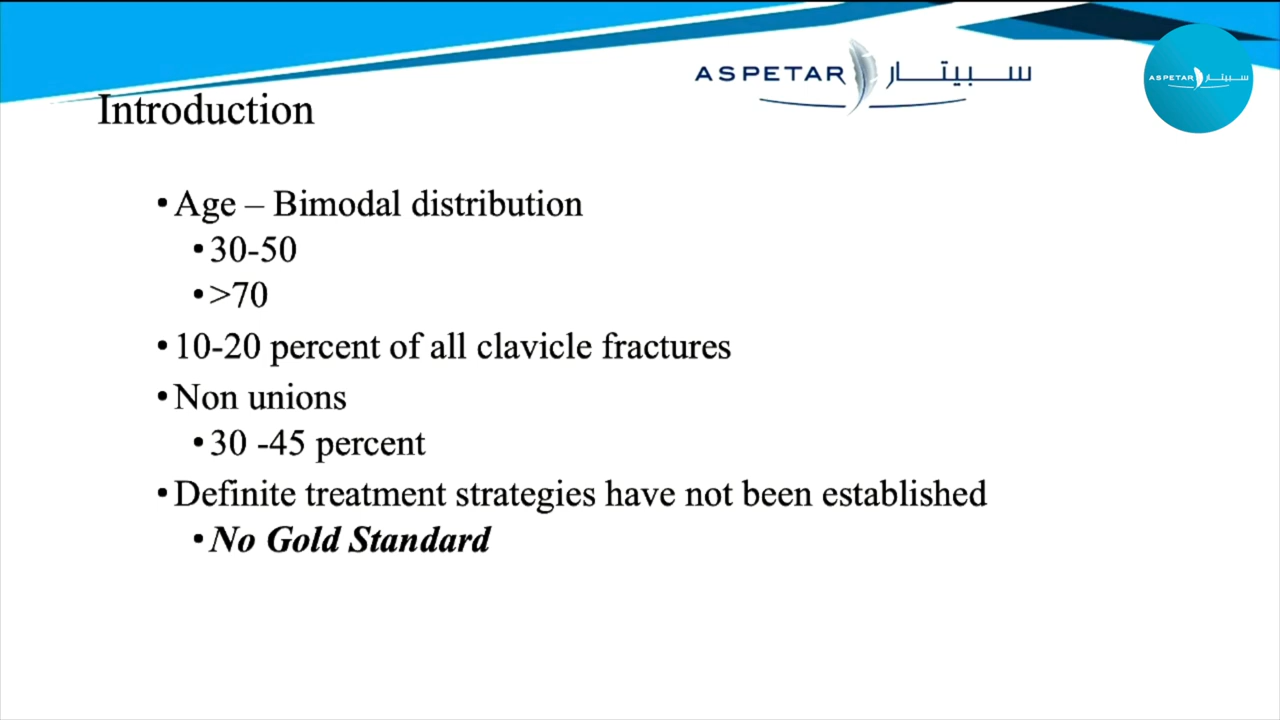 ASPETAR سبيتار
ASPETAR سبيتار
Introduction
• Age – Bimodal distribution
• 30-50
• >70
• 10-20 percent of all clavicle fractures
• Non unions
• 30 -45 percent
• Definite treatment strategies have not been established
• No Gold Standard